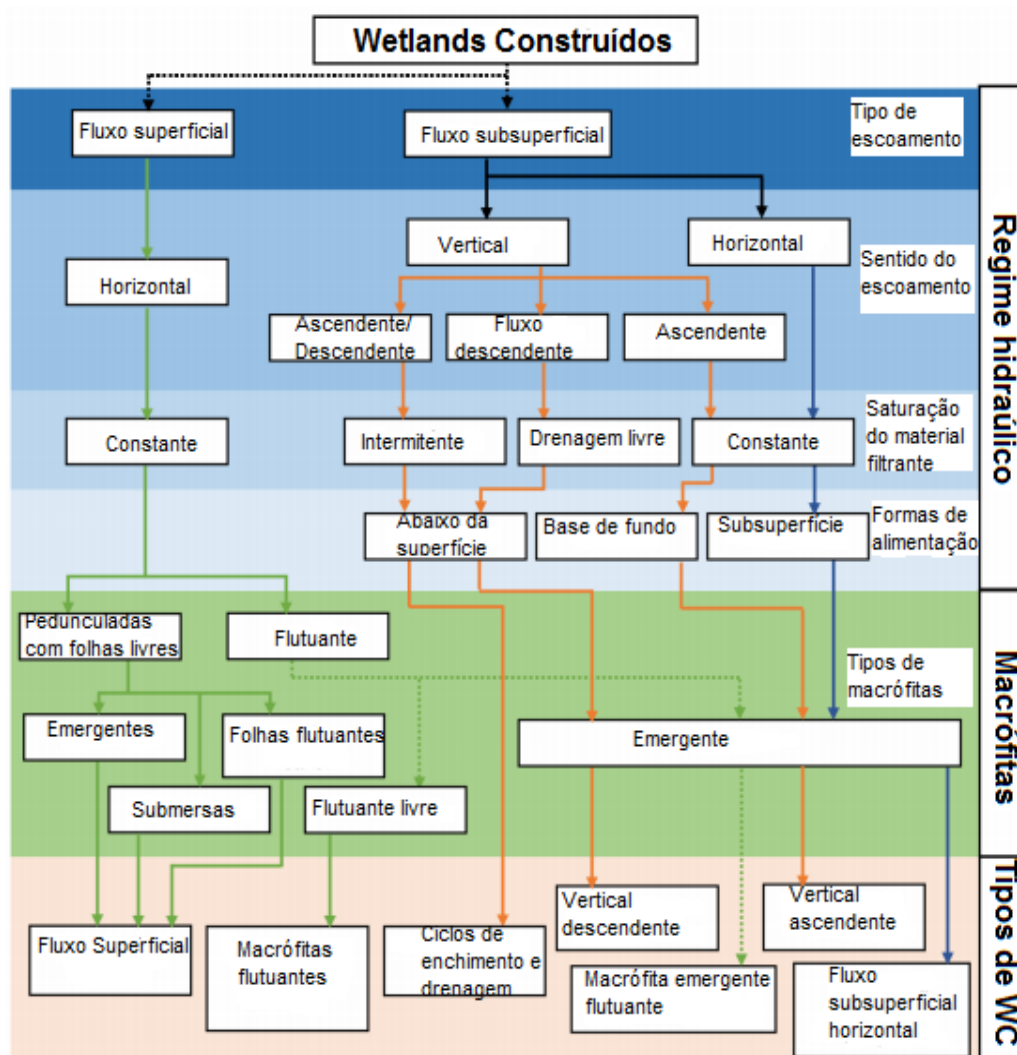 Wetlands Construídos
Fluxo superficial
Fluxo subsuperficial
Tipo de
escoamento
Vertical
Horizontal
Horizontal
Sentido do
escoamento
Ascendente/
Descendente
Fluxo
descendente
Ascendente
Constante
Intermitente
Drenagem livre
Constante
Saturação
do material
filtrante
Abaixo da
superfície
Base de fundo
Subsuperfície
Formas de
alimentação
Regime hidraúlico
Pedunculadas
com folhas livres
Flutuante
Tipos de
macrófitas
Emergentes
Folhas flutuantes
Emergente
Submersas
Flutuante livre
Macrófitas
Fluxo Superficial
Macrófitas
flutuantes
Ciclos de
enchimento e
drenagem
Vertical
descendente
Macrófita emergente
flutuante
Vertical
ascendente
Fluxo
subsuperficial
horizontal
Tipos de WC